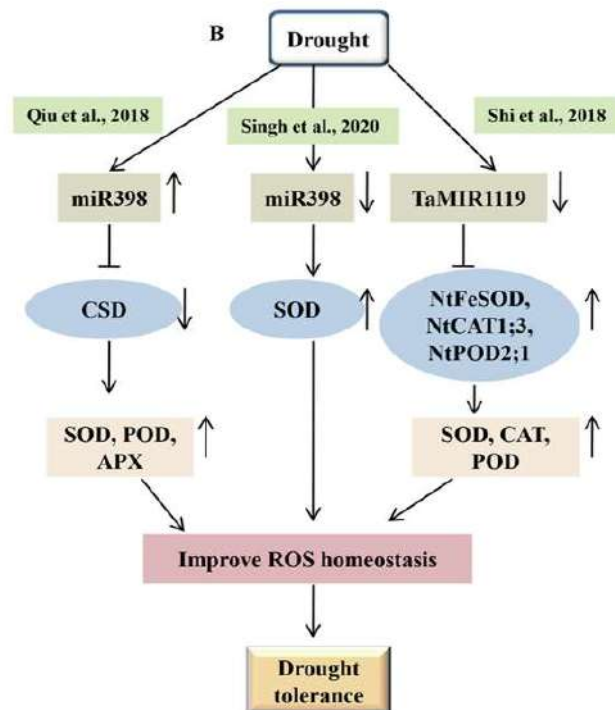 B
Drought
Qiu et al., 2018
Singh et al., 2020
Shi et al., 2018
miR398
miR398
TaMIR1119
CSD
SOD
NtFeSOD,
NtCAT1;3,
NtPOD2;1
SOD, POD,
APX
SOD, CAT,
POD
Improve ROS homeostasis
Drought
tolerance